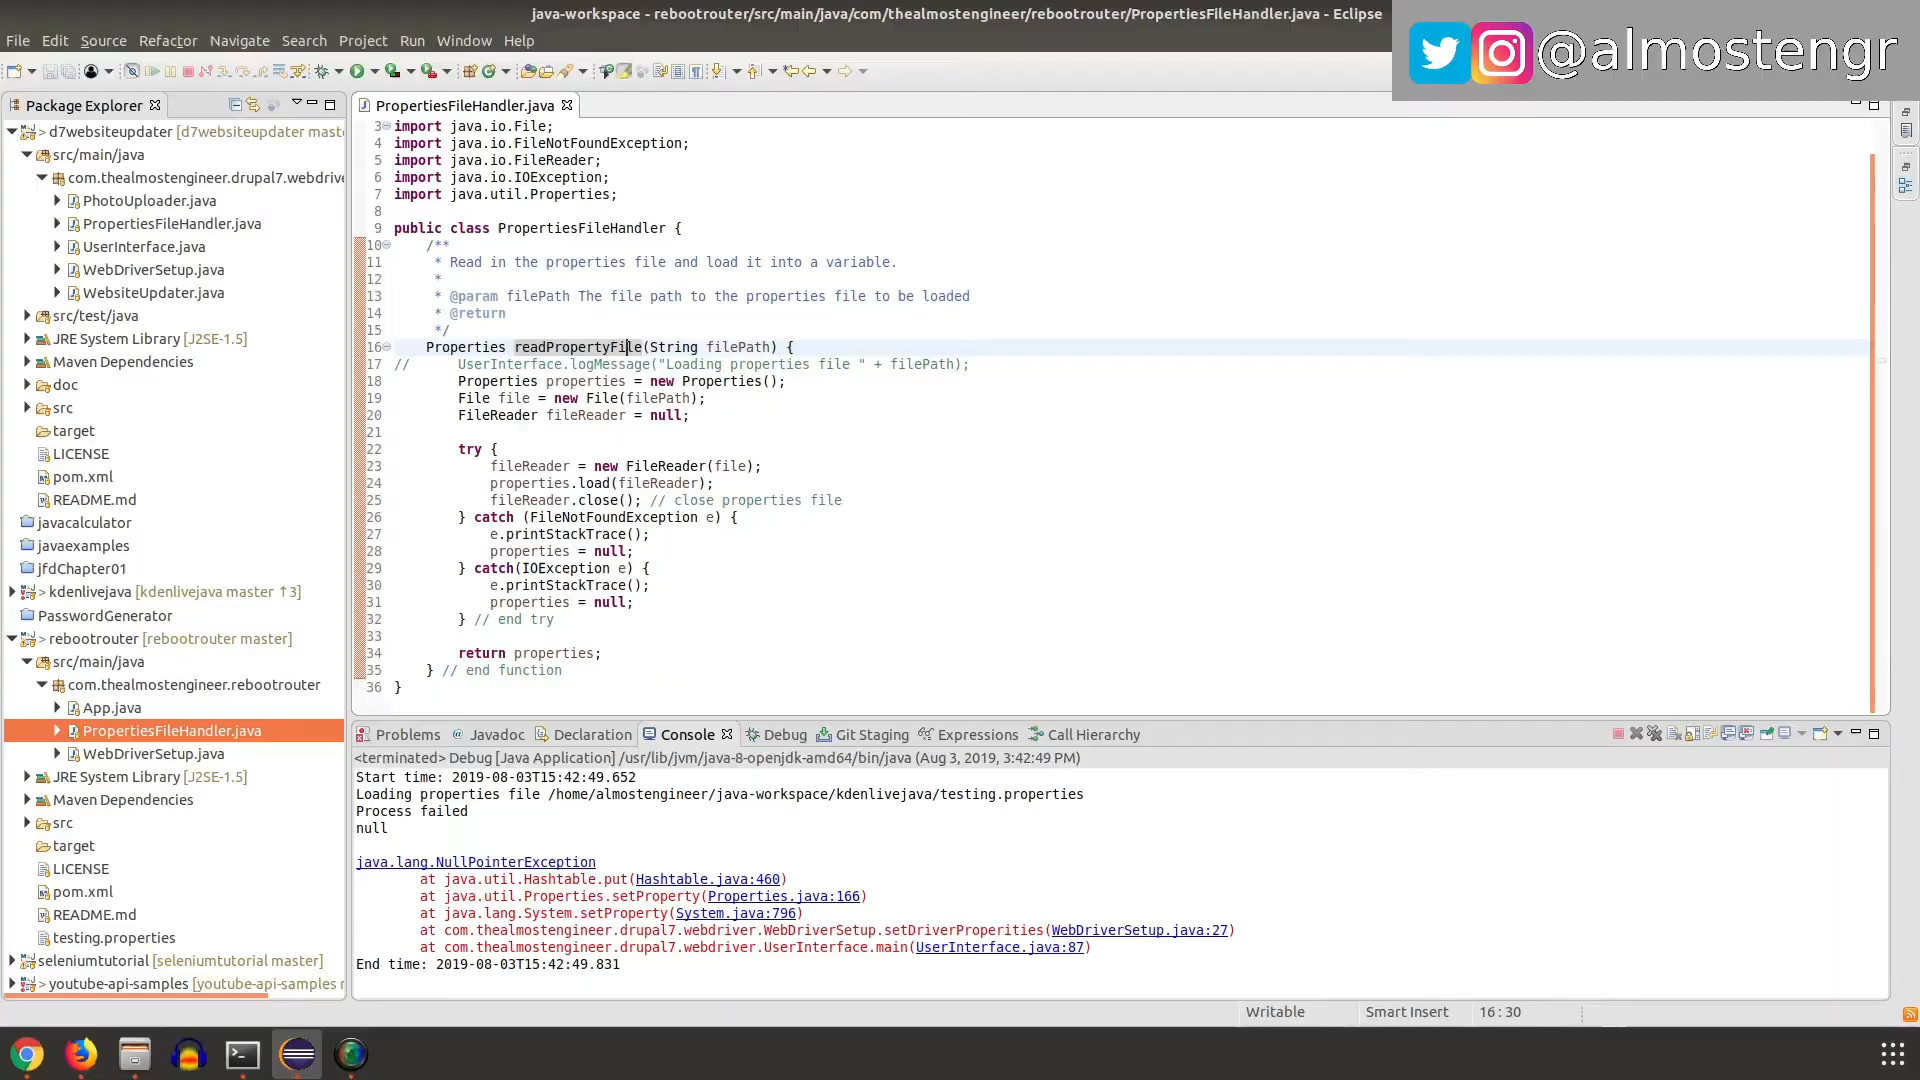 java-workspace - rebootrouter/src/main/java/com/thealmostengineer/rebootrouter/PropertiesFileHandler.java - Eclipse
@almostengr
File Edit Source Refactor Navigate Search Project Run Window Help
Package Explorer
> d7websiteupdater [d7websiteupdater mast
src/main/java
com.thealmostengineer.drupal7.webdrive
PhotoUploader.java
PropertiesFileHandler.java
UserInterface.java
WebDriverSetup.java
WebsiteUpdater.java
src/test/java
JRE System Library [J2SE-1.5]
Maven Dependencies
doc
src
target
LICENSE
pom.xml
README.md
javacalculator
javaexamples
jfdChapter01
> kdenlivejava [kdenlivejava master ↑3]
PasswordGenerator
> rebootrouter [rebootrouter master]
src/main/java
com.thealmostengineer.rebootrouter
App.java
PropertiesFileHandler.java
WebDriverSetup.java
JRE System Library [J2SE-1.5]
Maven Dependencies
src
target
LICENSE
pom.xml
README.md
testing.properties
seleniumtutorial [seleniumtutorial master]
> youtube-api-samples [youtube-api-samples r
PropertiesFileHandler.java
3 import java.io.File;
4 import java.io.FileNotFoundException;
5 import java.io.FileReader;
6 import java.io.IOException;
7 import java.util.Properties;
8
9 public class PropertiesFileHandler {
10 /**
11 * Read in the properties file and load it into a variable.
12 *
13 * @param filePath The file path to the properties file to be loaded
14 * @return
15 */
16 Properties readPropertyFile(String filePath) {
17 // UserInterface.logMessage("Loading properties file " + filePath);
18 Properties properties = new Properties();
19 File file = new File(filePath);
20 FileReader fileReader = null;
21
22 try {
23 fileReader = new FileReader(file);
24 properties.load(fileReader);
25 fileReader.close(); // close properties file
26 } catch (FileNotFoundException e) {
27 e.printStackTrace();
28 properties = null;
29 } catch(IOException e) {
30 e.printStackTrace();
31 properties = null;
32 } // end try
33
34 return properties;
35 } // end function
36 }
Problems @ Javadoc Declaration Console Debug Git Staging Expressions Call Hierarchy
<terminated> Debug [Java Application] /usr/lib/jvm/java-8-openjdk-amd64/bin/java (Aug 3, 2019, 3:42:49 PM)
Start time: 2019-08-03T15:42:49.652
Loading properties file /home/almostengineer/java-workspace/kdenlivejava/testing.properties
Process failed
null
java.lang.NullPointerException
at java.util.Hashtable.put(Hashtable.java:460)
at java.util.Properties.setProperty(Properties.java:166)
at java.lang.System.setProperty(System.java:796)
at com.thealmostengineer.drupal7.webdriver.WebDriverSetup.setDriverProperities(WebDriverSetup.java:27)
at com.thealmostengineer.drupal7.webdriver.UserInterface.main(UserInterface.java:87)
End time: 2019-08-03T15:42:49.831
Writable Smart Insert 16 : 30